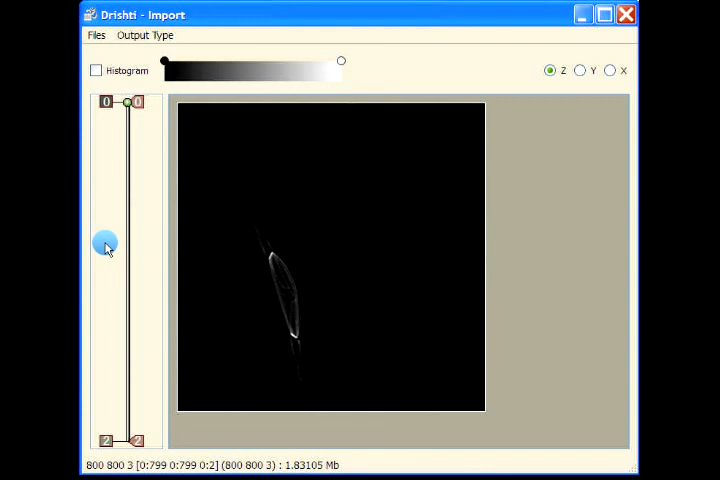 Drishti - Import
Files Output Type
Histogram
Z Y X
0 0
2 2
800 800 3 [0:799 0:799 0:2] (800 800 3) : 1.83105 Mb